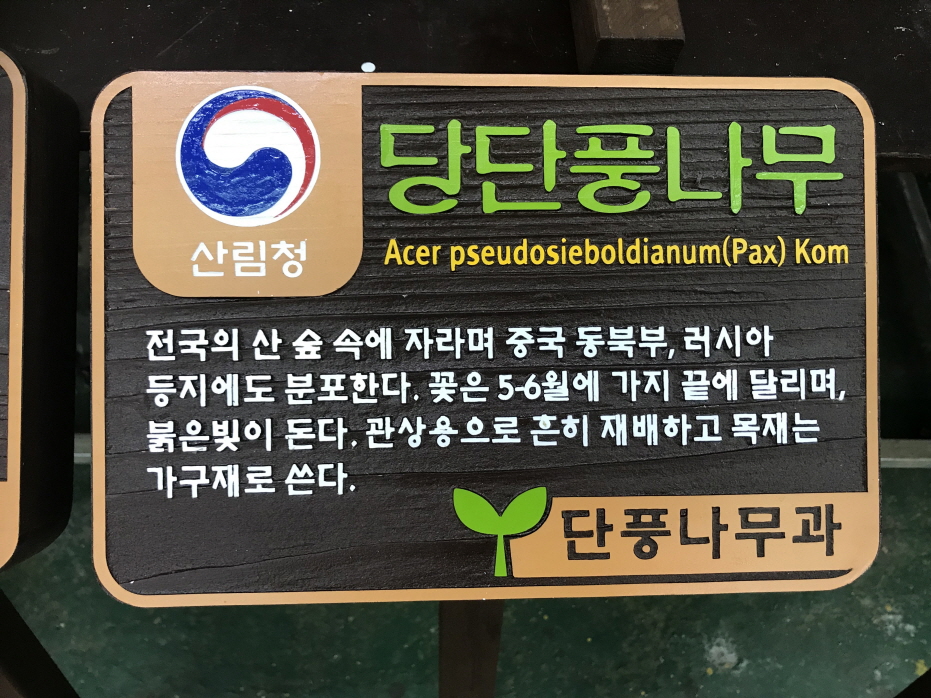 산림청
당단풍나무
Acer pseudosieboldianum(Pax) Kom
전국의 산 숲 속에 자라며 중국 동북부, 러시아
등지에도 분포한다. 꽃은 5-6월에 가지 끝에 달리며,
붉은빛이 돈다. 관상용으로 흔히 재배하고 목재는
가구재로 쓴다.
단풍나무과